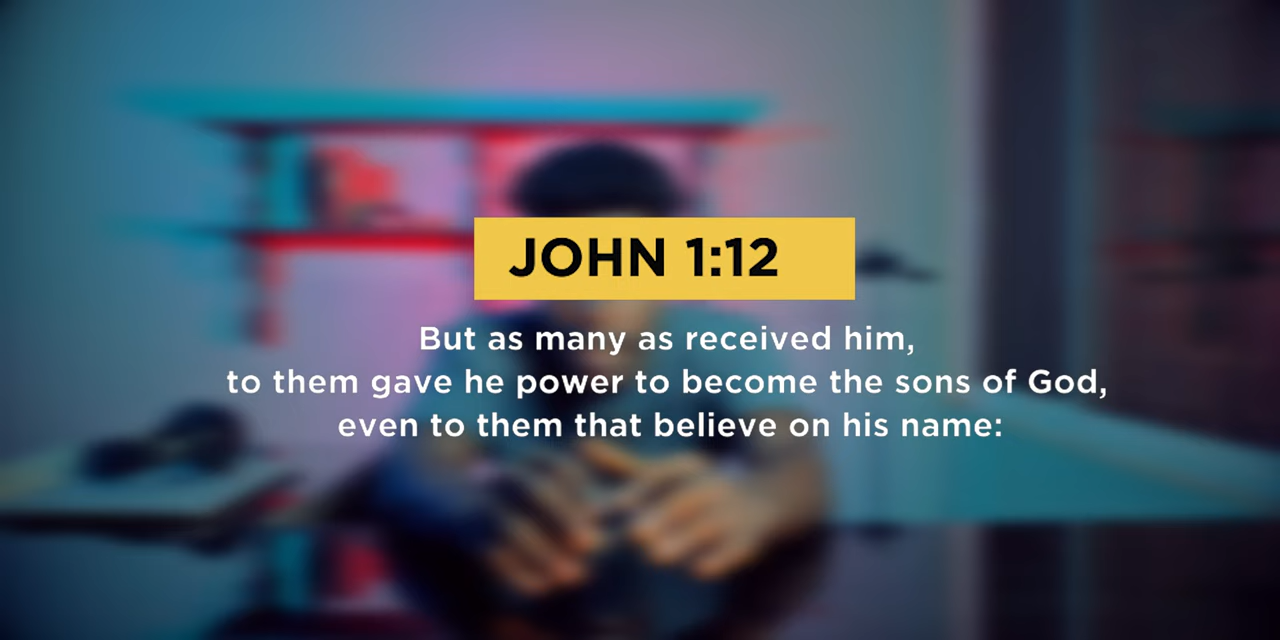 JOHN 1:12
But as many as received him,
to them gave he power to become the sons of God,
even to them that believe on his name: